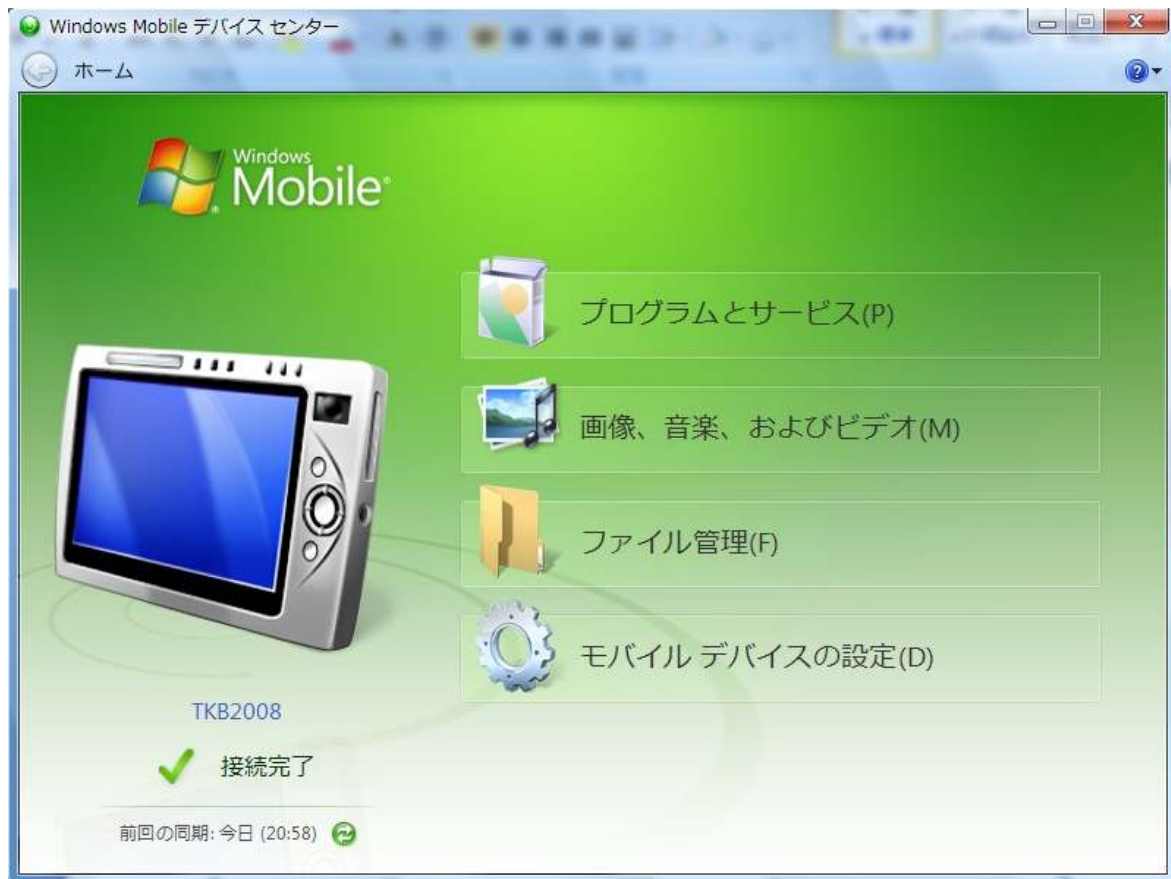 Windows Mobile デバイス センター
ホーム
Windows
Mobile
プログラムとサービス(P)
画像、音楽、およびビデオ(M)
ファイル管理(F)
モバイル デバイスの設定(D)
TKB2008
接続完了
前回の同期: 今日 (20:58)